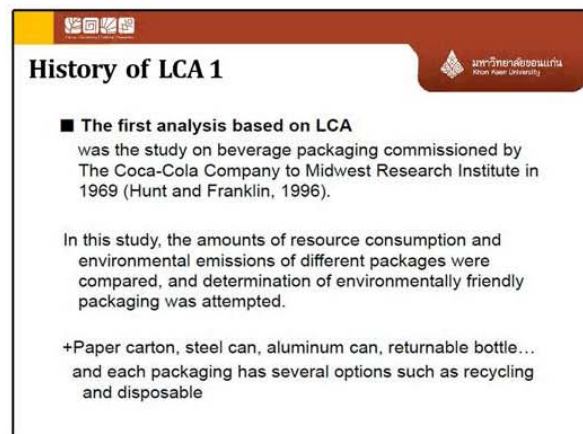 มหาวิทยาลัยขอนแก่น
Khon Kaen University
History of LCA 1
■ The first analysis based on LCA
was the study on beverage packaging commissioned by
The Coca-Cola Company to Midwest Research Institute in
1969 (Hunt and Franklin, 1996).
In this study, the amounts of resource consumption and
environmental emissions of different packages were
compared, and determination of environmentally friendly
packaging was attempted.
+Paper carton, steel can, aluminum can, returnable bottle…
and each packaging has several options such as recycling
and disposable